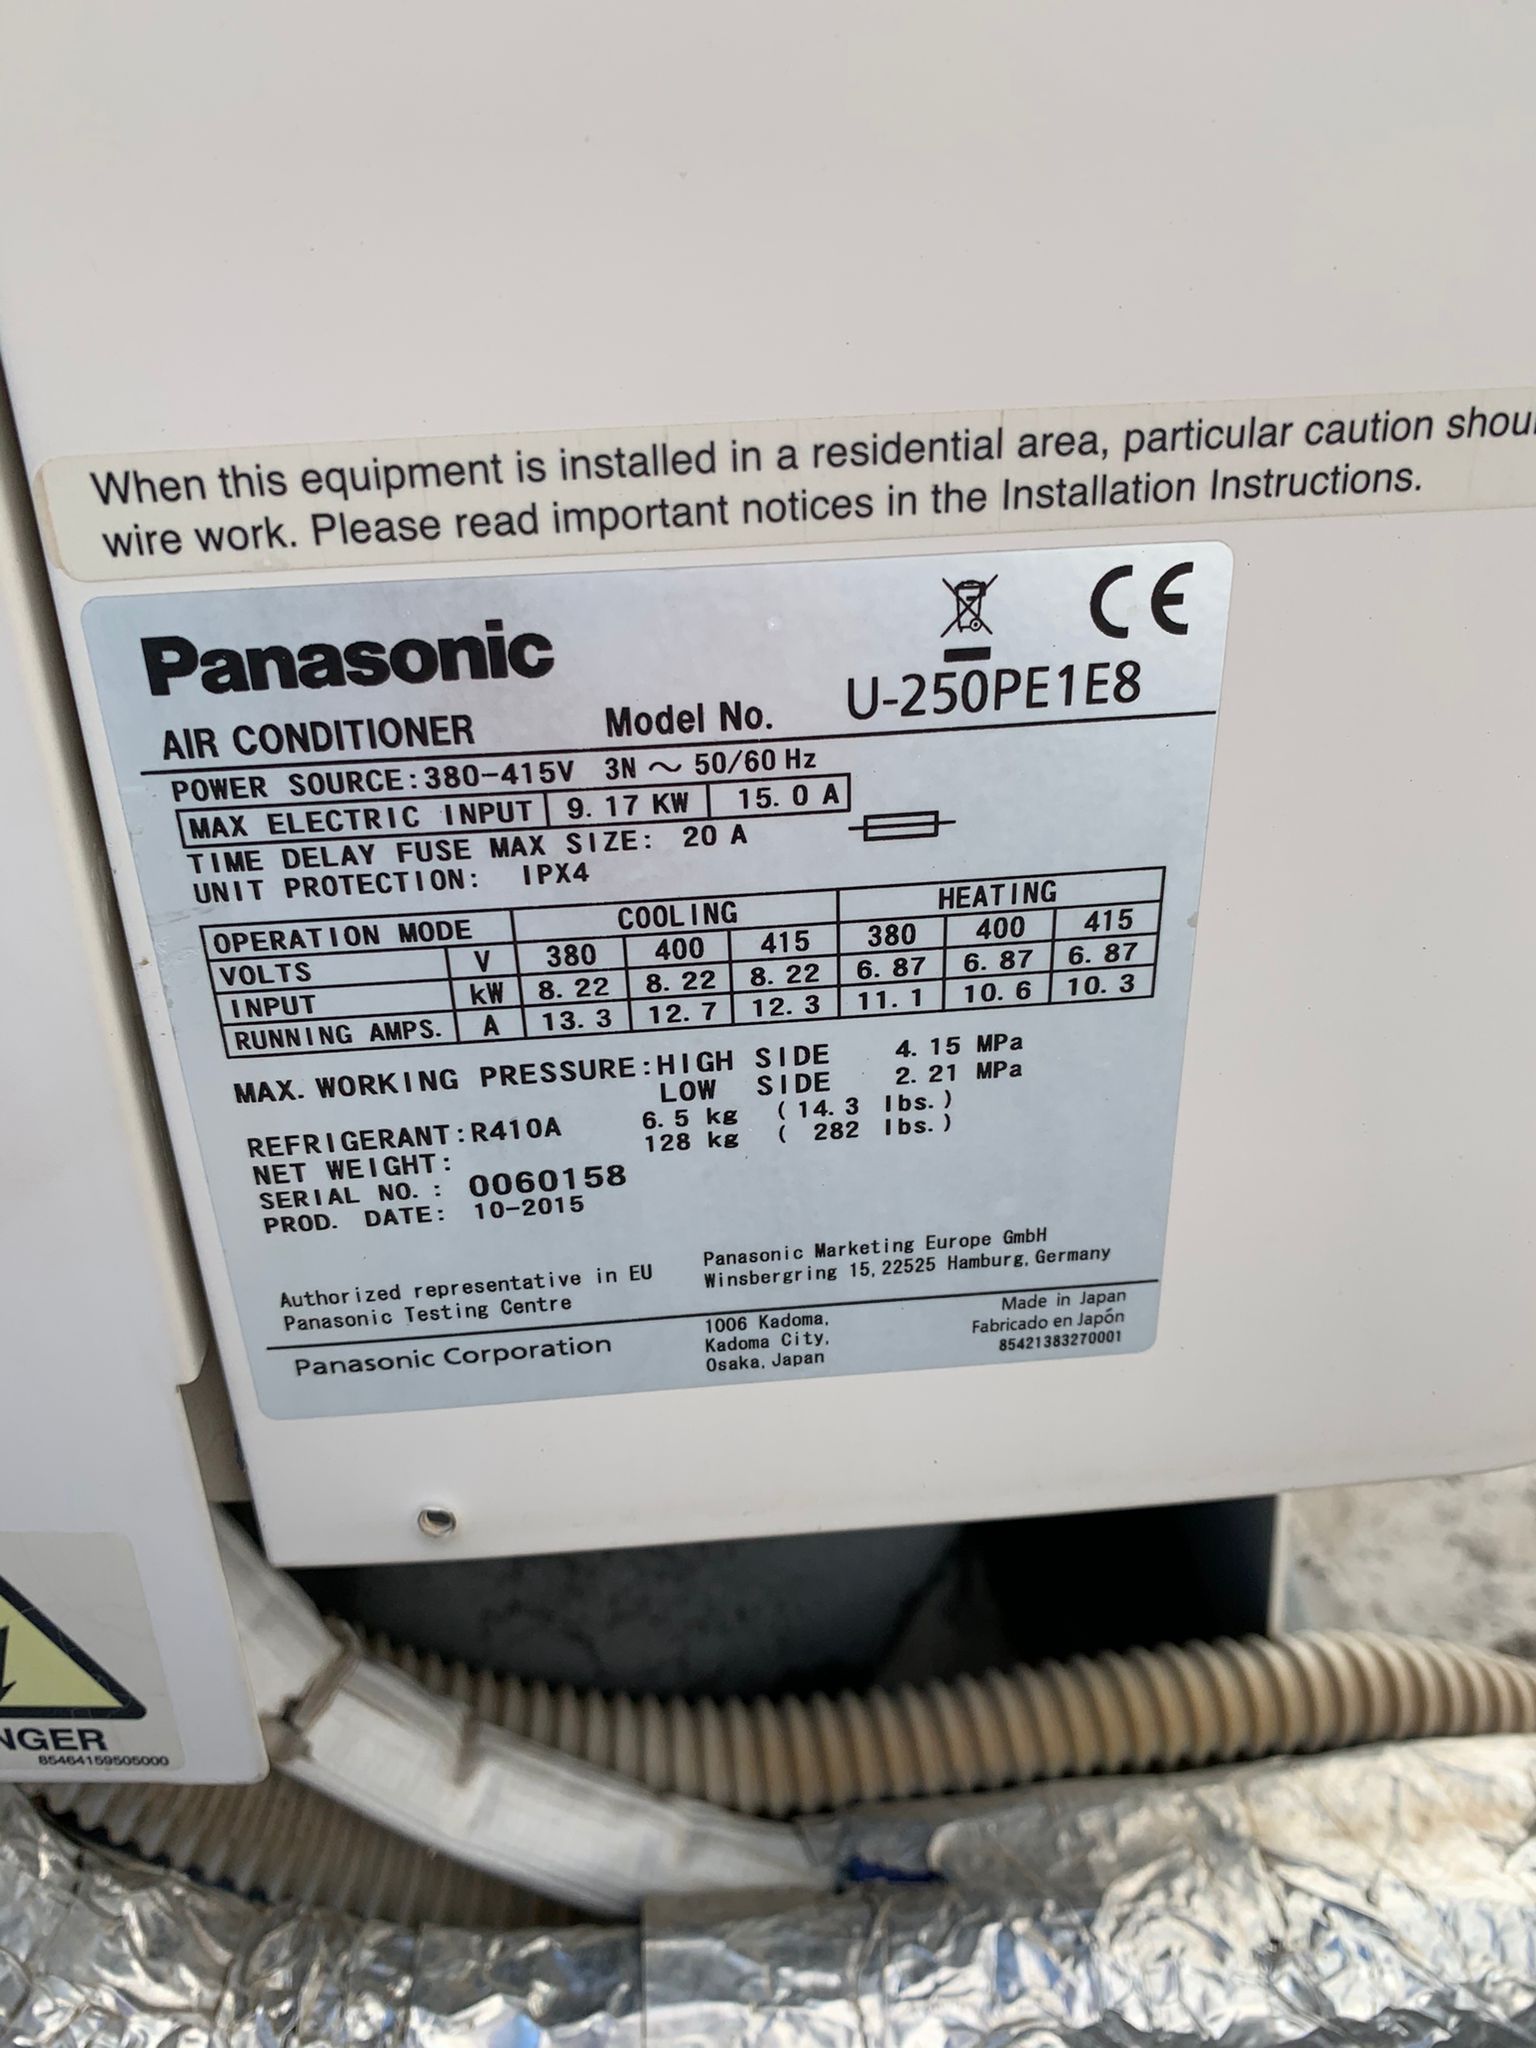 When this equipment is installed in a residential area, particular caution
wire work. Please read important notices in the Installation Instructions.
CE
Panasonic
AIR CONDITIONER Model No. U-250PE1E8
POWER SOURCE:380-415V 3N ~ 50/60 Hz
MAX ELECTRIC INPUT 9.17 KW 15.0 A
TIME DELAY FUSE MAX SIZE: 20 A
UNIT PROTECTION: IPX4
OPERATION MODE COOLING HEATING
VOLTS V 380 400 415 380 400 415
INPUT kW 8.22 8.22 8.22 6.87 6.87 6.87
RUNNING AMPS. A 13.3 12.7 12.3 11.1 10.6 10.3
MAX. WORKING PRESSURE:HIGH SIDE 4.15 MPa
LOW SIDE 2.21 MPa
REFRIGERANT:R410A 6.5 kg (14.3 lbs.)
NET WEIGHT: 128 kg ( 282 lbs.)
SERIAL NO. : 0060158
PROD. DATE: 10-2015
Authorized representative in EU
Panasonic Testing Centre
Panasonic Marketing Europe GmbH
Winsbergring 15, 22525 Hamburg, Germany
Panasonic Corporation
1006 Kadoma,
Kadoma City,
Osaka, Japan
Made in Japan
Fabricado en Japón
85421383270001
85464159505000